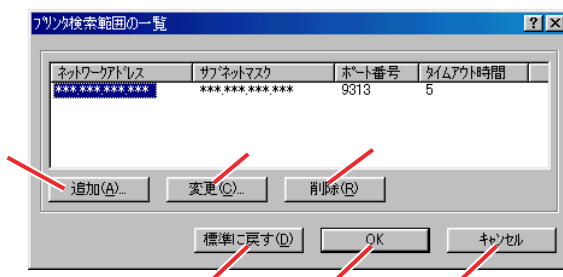 プリンタ検索範囲の一覧
ネットワークアドレス サブネットマスク ポート番号 タイムアウト時間
***.***.***.*** ***.***.***.*** 9313 5
追加(A)... 変更(C)... 削除(R)
標準に戻す(D) OK キャンセル